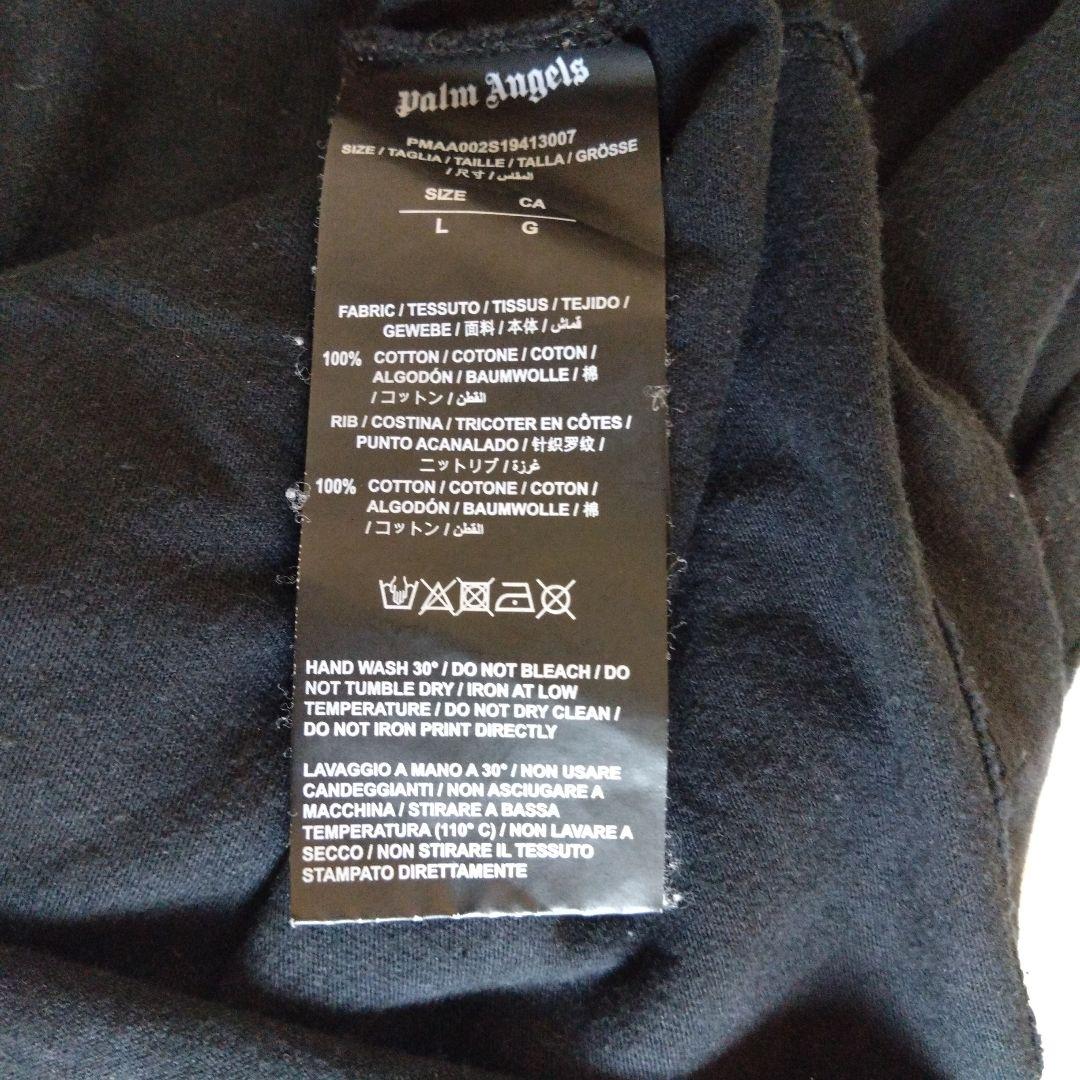 Palm Angels
PMAA002S19413007
SIZE / TAGLIA / TAILLE / TALLA / GRÖSSE
/ 尺寸 / المقاس
SIZE CA
L G
FABRIC / TESSUTO / TISSUS / TEJIDO /
GEWEBE / 面料 / 本体 / قماش
100% COTTON / COTONE / COTON /
ALGODÓN / BAUMWOLLE / 棉
/ コットン / القطن
RIB / COSTINA / TRICOTER EN CÔTES /
PUNTO ACANALADO / 针织罗纹 /
ニットリブ / غرزة
100% COTTON / COTONE / COTON /
ALGODÓN / BAUMWOLLE / 棉
/ コットン / القطن
HAND WASH 30° / DO NOT BLEACH / DO
NOT TUMBLE DRY / IRON AT LOW
TEMPERATURE / DO NOT DRY CLEAN /
DO NOT IRON PRINT DIRECTLY
LAVAGGIO A MANO A 30° / NON USARE
CANDEGGIANTI / NON ASCIUGARE A
MACCHINA / STIRARE A BASSA
TEMPERATURA (110° C) / NON LAVARE A
SECCO / NON STIRARE IL TESSUTO
STAMPATO DIRETTAMENTE